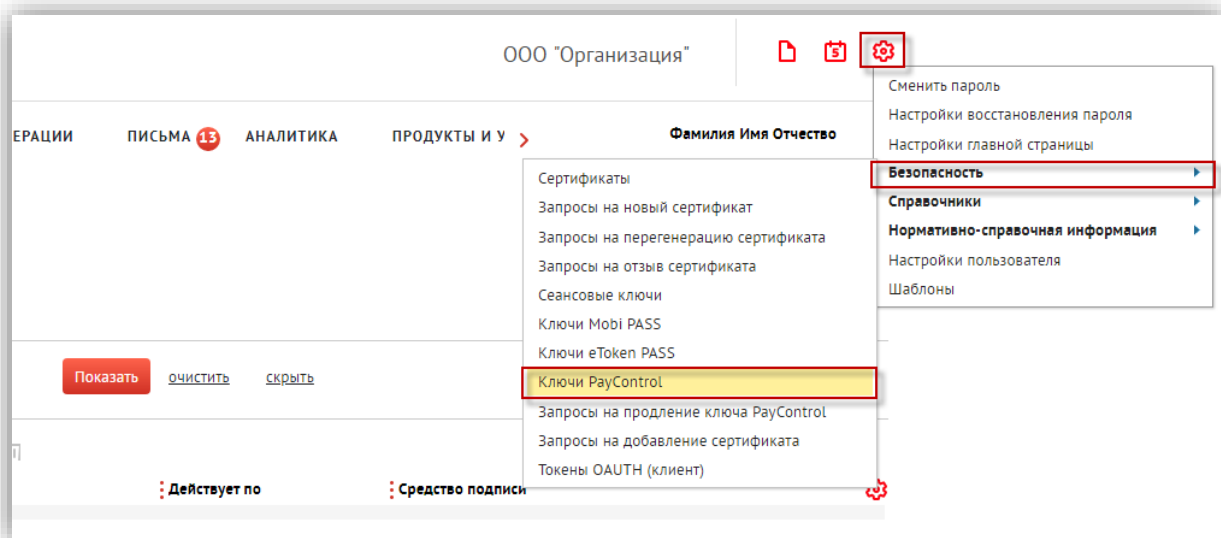 ООО "Организация"
5
Сменить пароль
Настройки восстановления пароля
Настройки главной страницы
Безопасность
Справочники
Нормативно-справочная информация
Настройки пользователя
Шаблоны
ЕРАЦИИ ПИСЬМА 13 АНАЛИТИКА ПРОДУКТЫ И У Фамилия Имя Отчество
Сертификаты
Запросы на новый сертификат
Запросы на перегенерацию сертификата
Запросы на отзыв сертификата
Сеансовые ключи
Ключи Mobi PASS
Ключи eToken PASS
Ключи PayControl
Запросы на продление ключа PayControl
Запросы на добавление сертификата
Токены OAUTH (клиент)
Показать очистить скрыть
Действует по Средство подписи